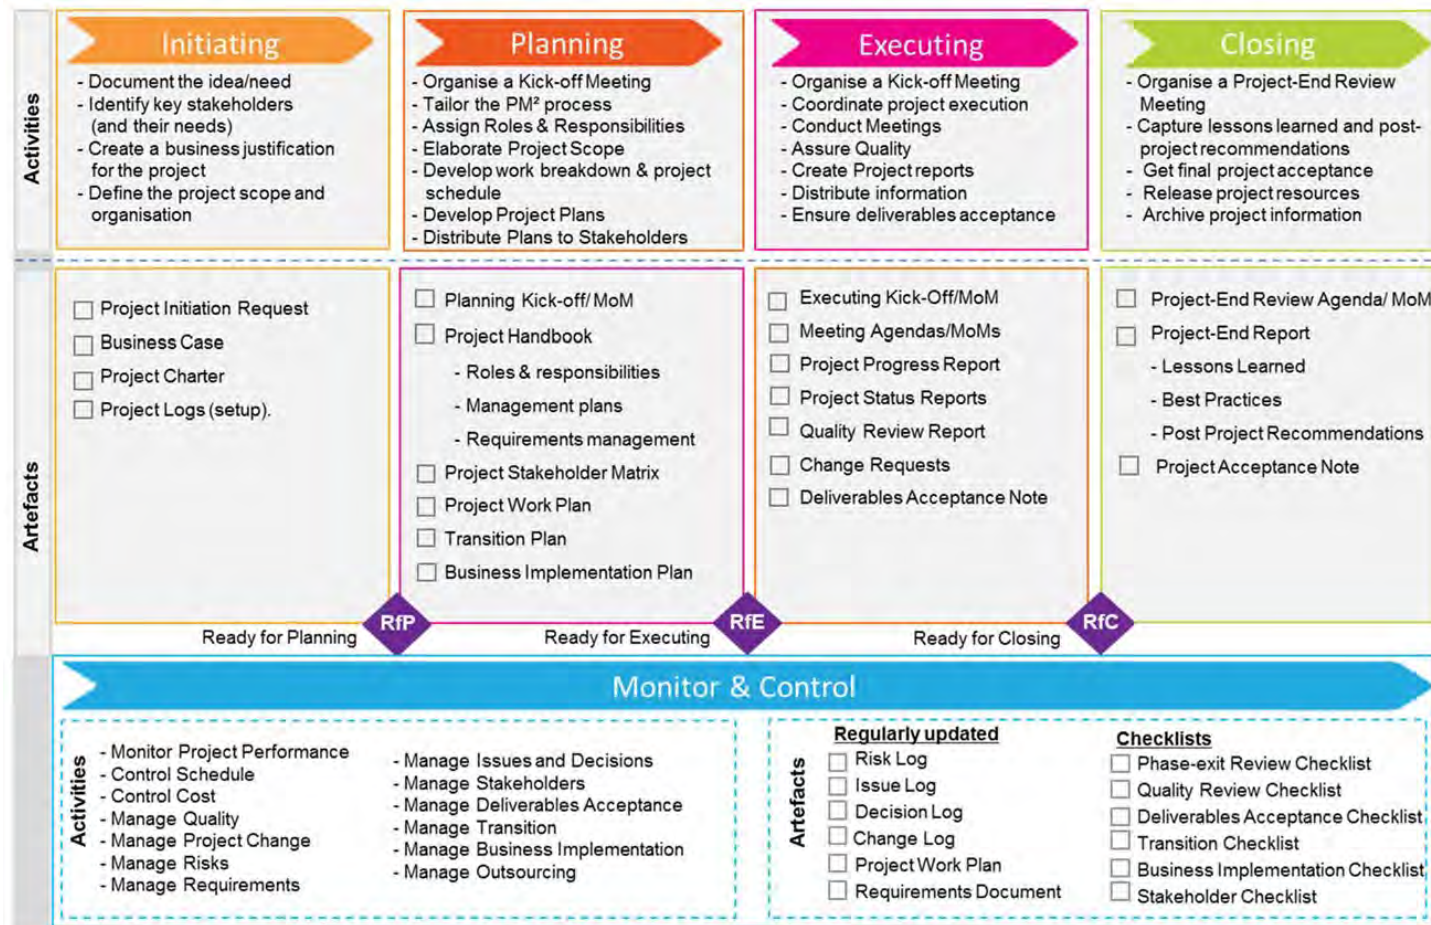 Initiating
Planning
Executing
Closing
Activities
- Document the idea/need
- Identify key stakeholders
(and their needs)
- Create a business justification
for the project
- Define the project scope and
organisation
- Organise a Kick-off Meeting
- Tailor the PM² process
- Assign Roles & Responsibilities
- Elaborate Project Scope
- Develop work breakdown & project
schedule
- Develop Project Plans
- Distribute Plans to Stakeholders
- Organise a Kick-off Meeting
- Coordinate project execution
- Conduct Meetings
- Assure Quality
- Create Project reports
- Distribute information
- Ensure deliverables acceptance
- Organise a Project-End Review
Meeting
- Capture lessons learned and post-
project recommendations
- Get final project acceptance
- Release project resources
- Archive project information
Artefacts
Project Initiation Request
Business Case
Project Charter
Project Logs (setup).
Planning Kick-off/ MoM
Project Handbook
- Roles & responsibilities
- Management plans
- Requirements management
Project Stakeholder Matrix
Project Work Plan
Transition Plan
Business Implementation Plan
Executing Kick-Off/MoM
Meeting Agendas/MoMs
Project Progress Report
Project Status Reports
Quality Review Report
Change Requests
Deliverables Acceptance Note
Project-End Review Agenda/ MoM
Project-End Report
- Lessons Learned
- Best Practices
- Post Project Recommendations
Project Acceptance Note
Ready for Planning
RfP
Ready for Executing
RfE
Ready for Closing
RfC
Monitor & Control
Activities
- Monitor Project Performance
- Control Schedule
- Control Cost
- Manage Quality
- Manage Project Change
- Manage Risks
- Manage Requirements
- Manage Issues and Decisions
- Manage Stakeholders
- Manage Deliverables Acceptance
- Manage Transition
- Manage Business Implementation
- Manage Outsourcing
Artefacts
Regularly updated
Risk Log
Issue Log
Decision Log
Change Log
Project Work Plan
Requirements Document
Checklists
Phase-exit Review Checklist
Quality Review Checklist
Deliverables Acceptance Checklist
Transition Checklist
Business Implementation Checklist
Stakeholder Checklist